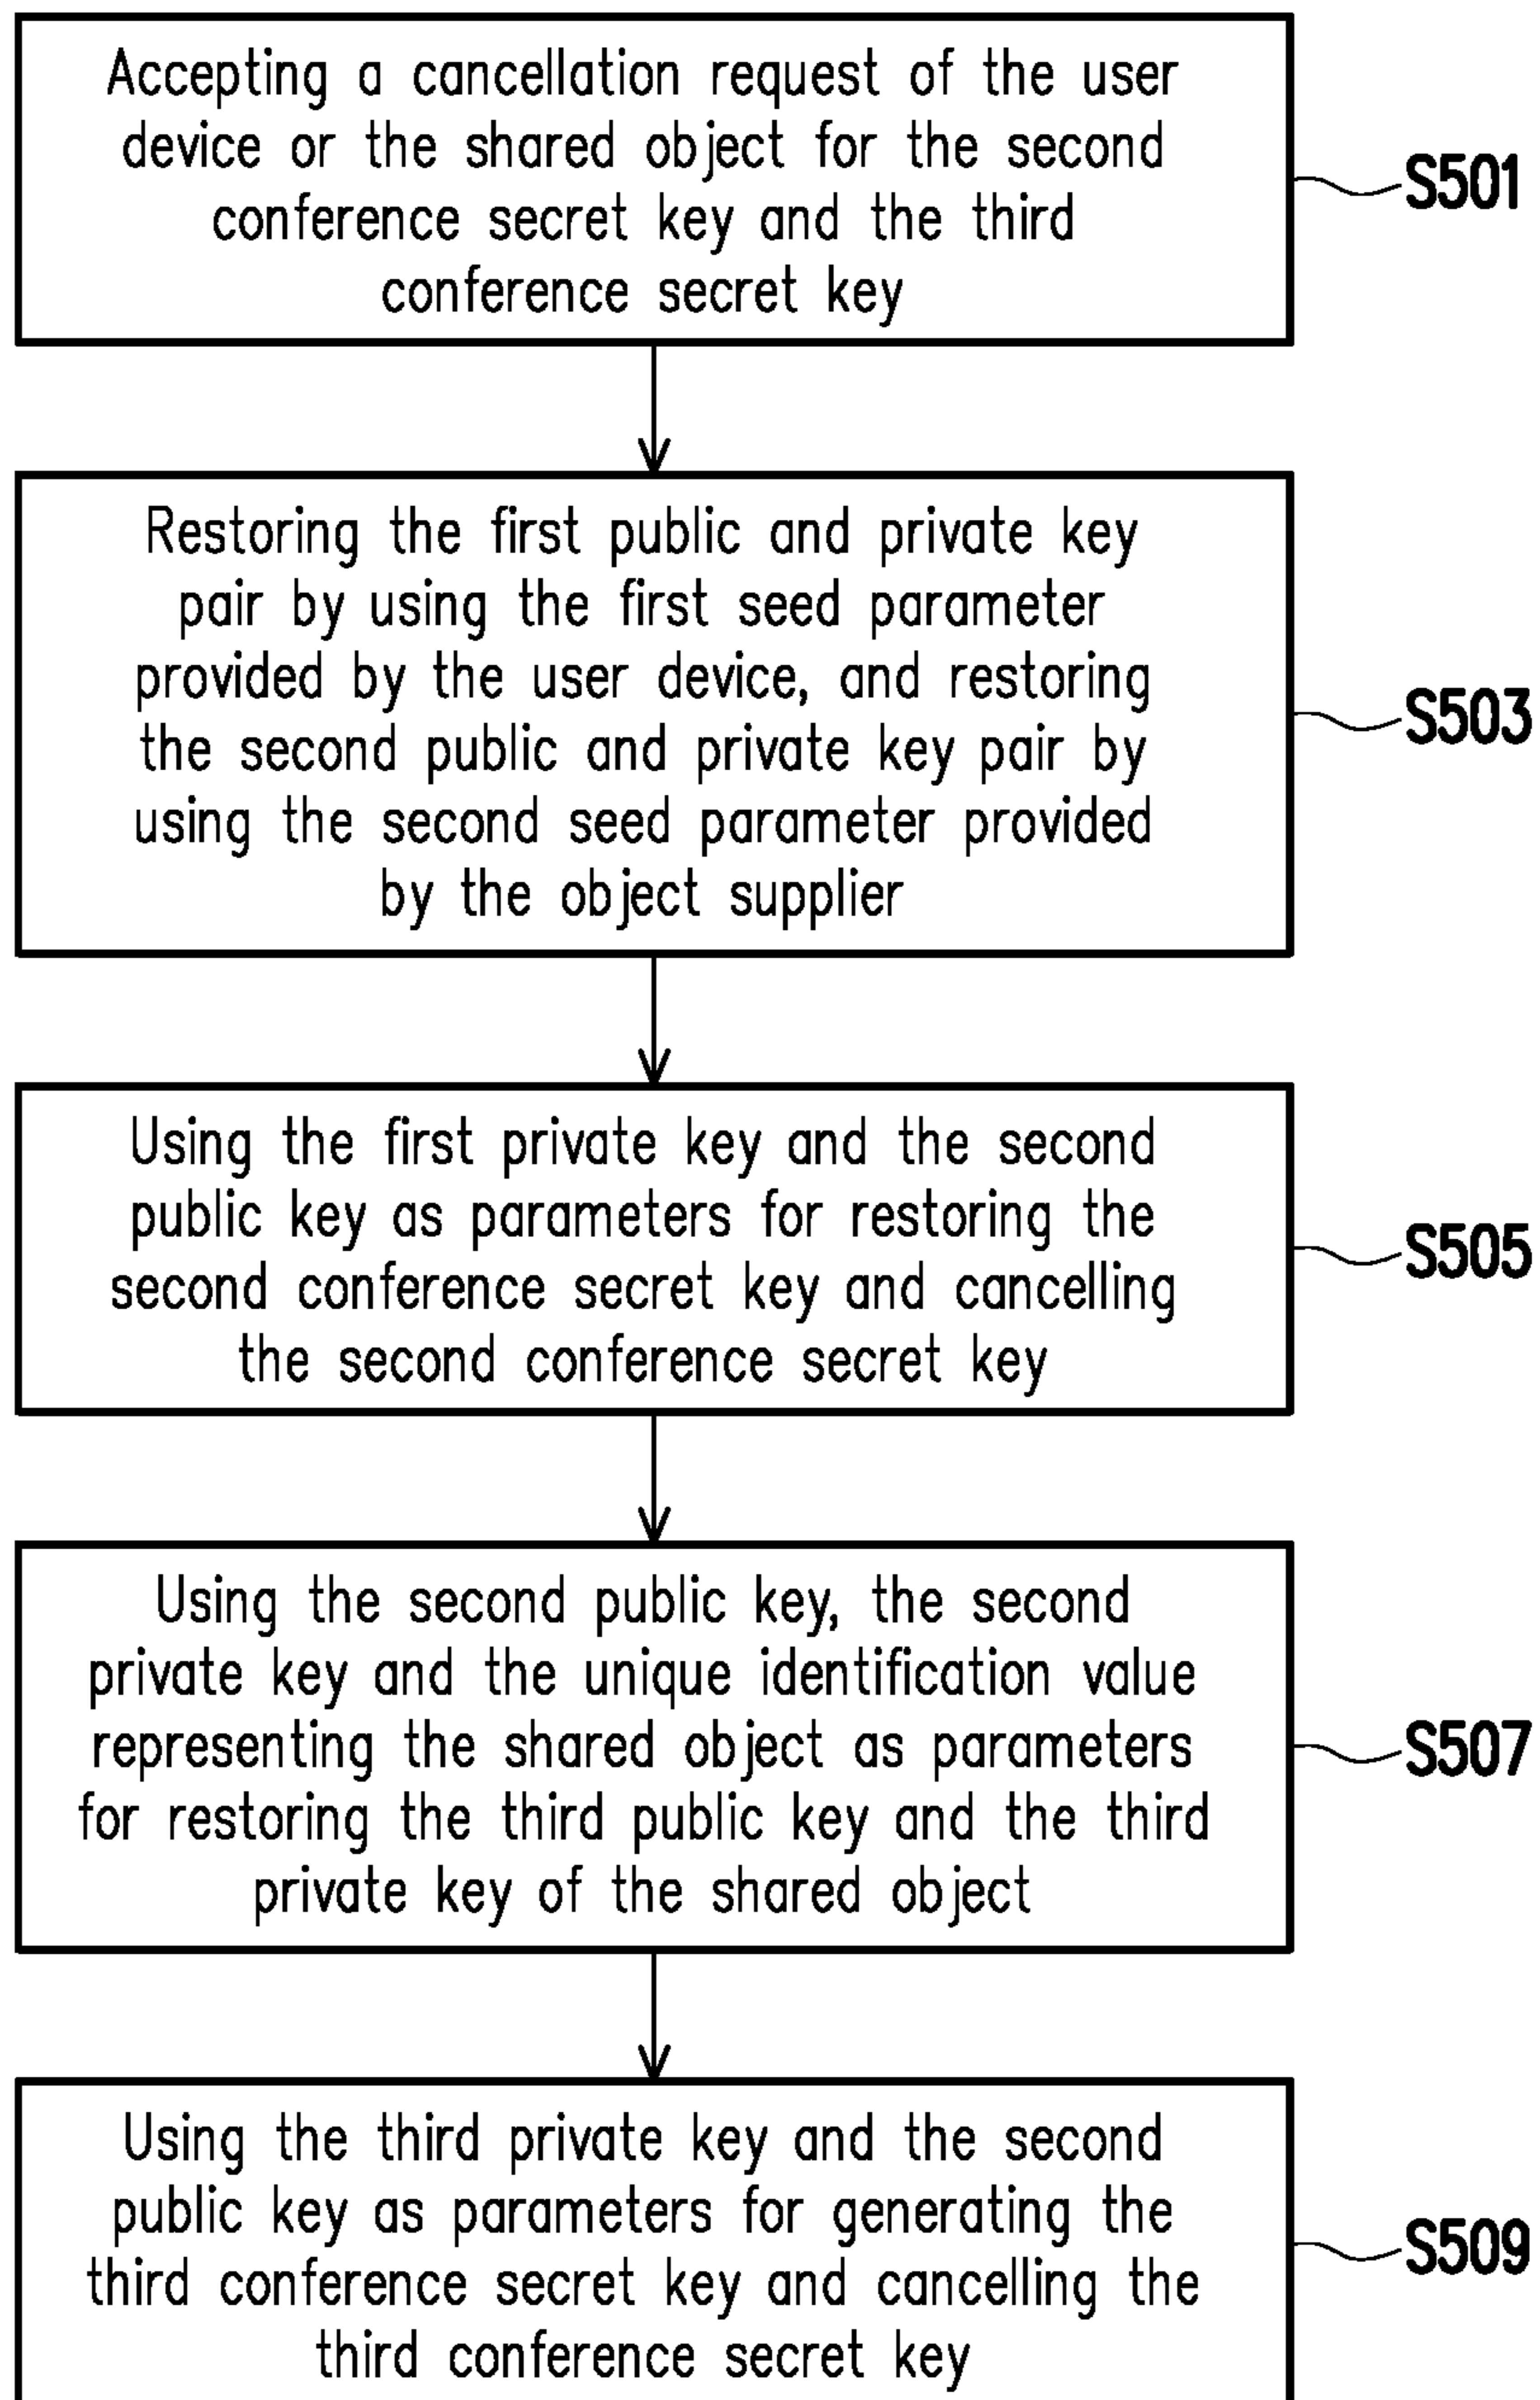 Accepting a cancellation request of the user
device or the shared object for the second
conference secret key and the third
conference secret key
S501
Restoring the first public and private key
pair by using the first seed parameter
provided by the user device, and restoring
the second public and private key pair by
using the second seed parameter provided
by the object supplier
S503
Using the first private key and the second
public key as parameters for restoring the
second conference secret key and cancelling
the second conference secret key
S505
Using the second public key, the second
private key and the unique identification value
representing the shared object as parameters
for restoring the third public key and the third
private key of the shared object
S507
Using the third private key and the second
public key as parameters for generating the
third conference secret key and cancelling the
third conference secret key
S509